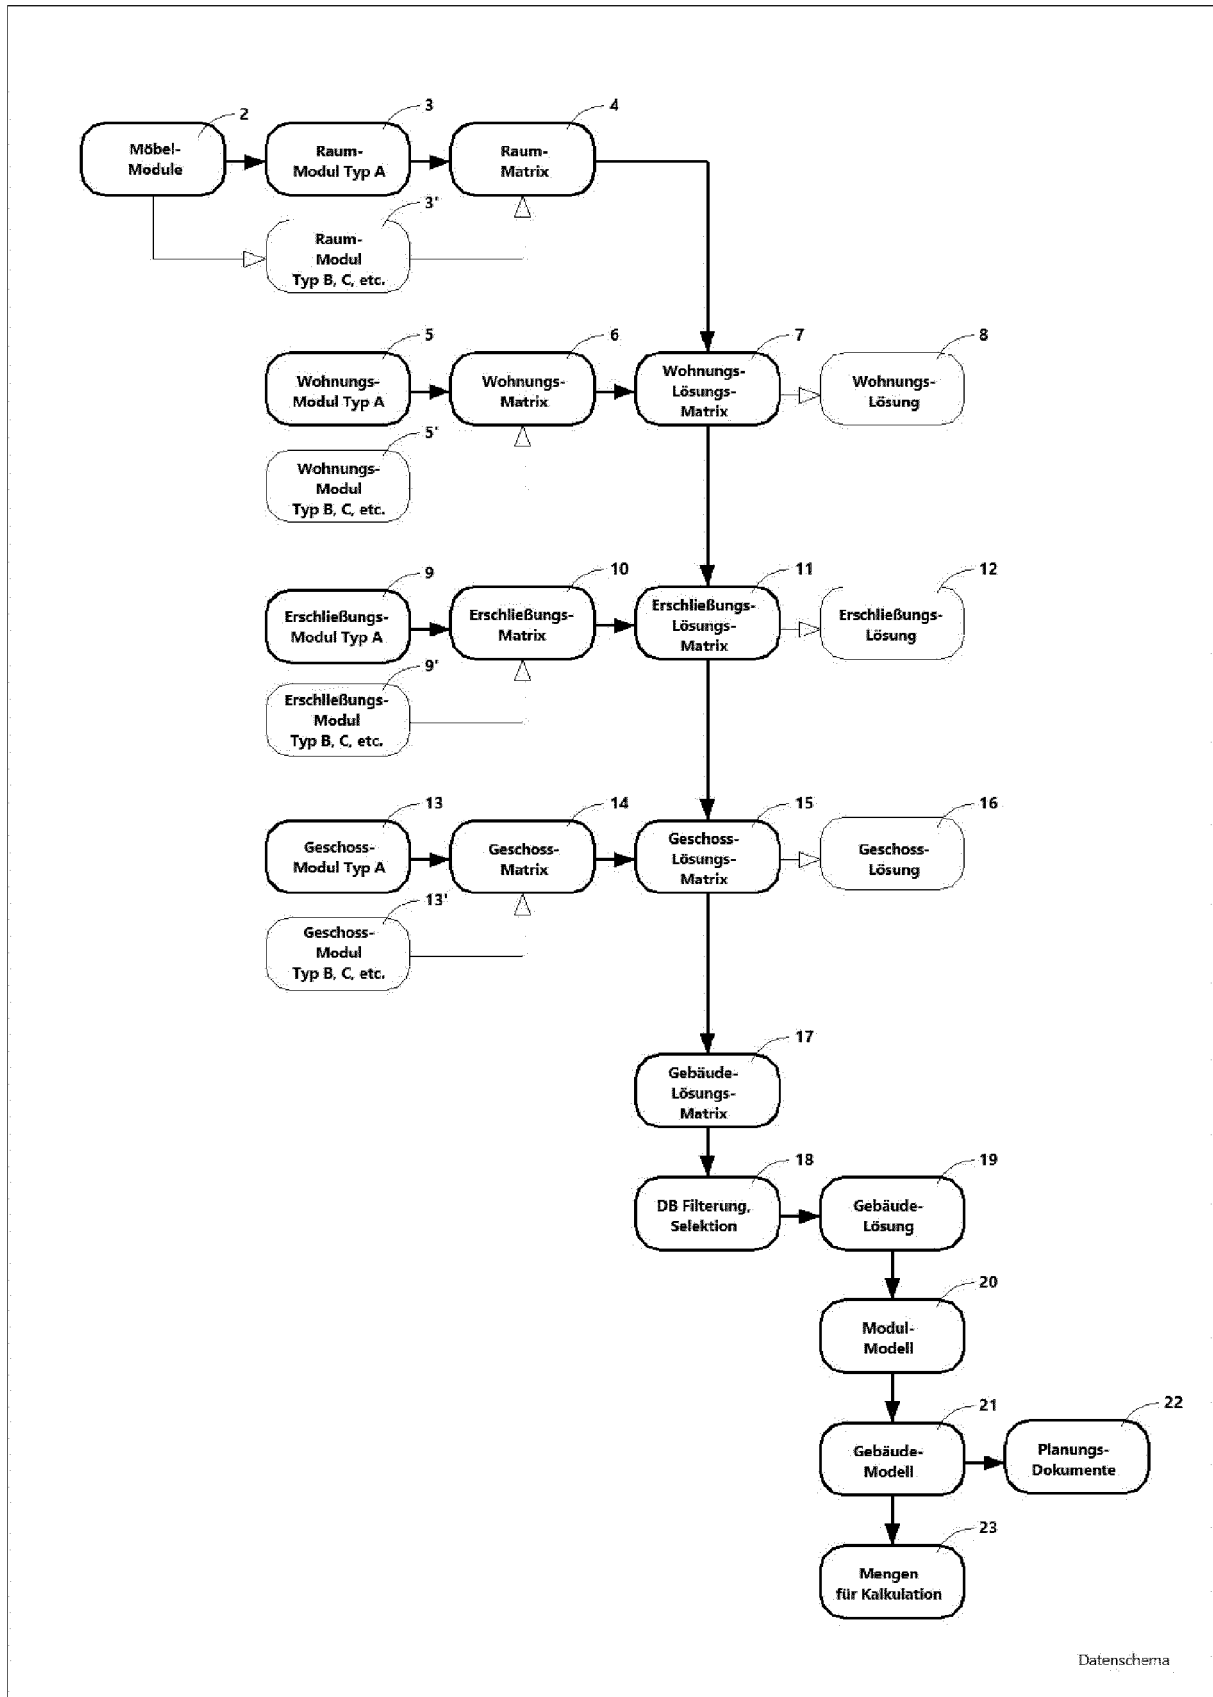 2
3
4
Möbel-
Module
Raum-
Modul Typ A
Raum-
Matrix
3'
Raum-
Modul
Typ B, C, etc.
5
6
7
8
Wohnungs-
Modul Typ A
Wohnungs-
Matrix
Wohnungs-
Lösungs-
Matrix
Wohnungs-
Lösung
5'
Wohnungs-
Modul
Typ B, C, etc.
9
10
11
12
Erschließungs-
Modul Typ A
Erschließungs-
Matrix
Erschließungs-
Lösungs-
Matrix
Erschließungs-
Lösung
9'
Erschließungs-
Modul
Typ B, C, etc.
13
14
15
16
Geschoss-
Modul Typ A
Geschoss-
Matrix
Geschoss-
Lösungs-
Matrix
Geschoss-
Lösung
13'
Geschoss-
Modul
Typ B, C, etc.
17
Gebäude-
Lösungs-
Matrix
18
19
DB Filterung,
Selektion
Gebäude-
Lösung
20
Modul-
Modell
21
22
Gebäude-
Modell
Planungs-
Dokumente
23
Mengen
für Kalkulation
Datenschema